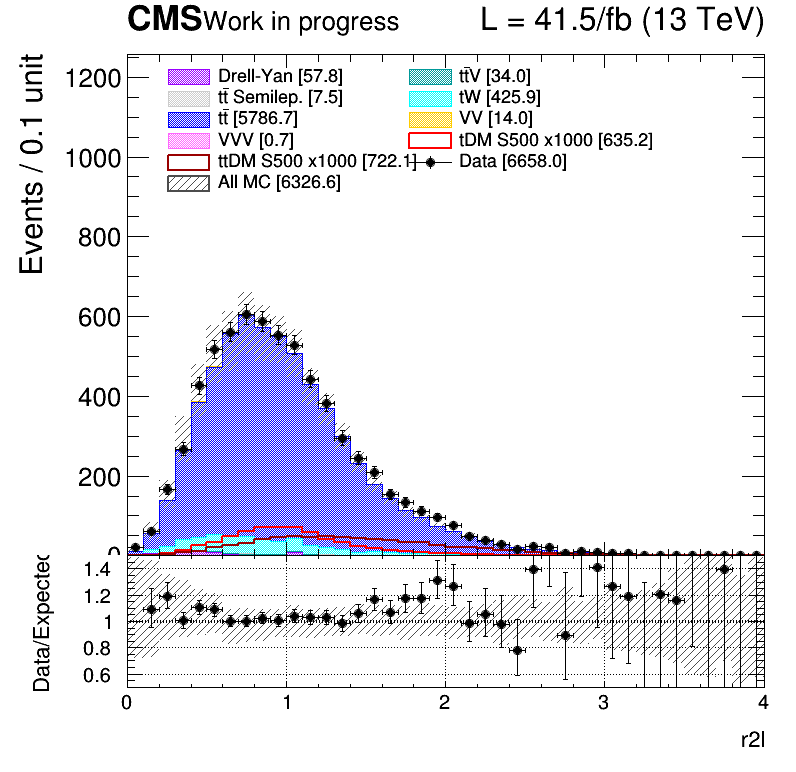 CMS Work in progress L = 41.5/fb (13 TeV)
Events / 0.1 unit
1200
1000
800
600
400
200
0
Drell-Yan [57.8]
tt̄V [34.0]
tt̄ Semilep. [7.5]
tW [425.9]
tt̄ [5786.7]
VV [14.0]
VVV [0.7]
tDM S500 x1000 [635.2]
ttDM S500 x1000 [722.1]
Data [6658.0]
All MC [6326.6]
Data/Expected
1.4
1.2
1
0.8
0.6
0 1 2 3 4
r2l